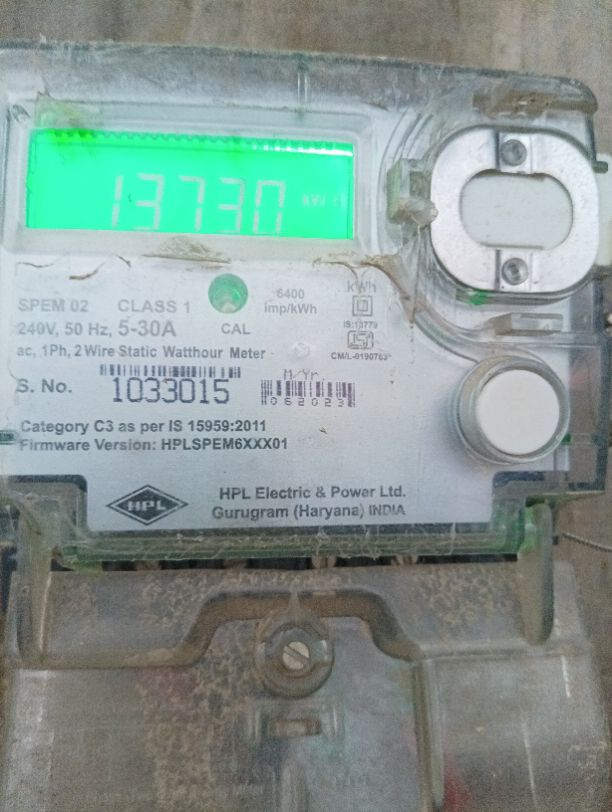 13730
SPEM 02 CLASS 1 6400 imp/kWh kWh
240V, 50 Hz, 5-30A CAL IS:13779
ac, 1Ph, 2 Wire Static Watthour Meter
S. No. 1033015 M/Yr.
062023
Category C3 as per IS 15959:2011
Firmware Version: HPLSPEM6XXX01
HPL
HPL Electric & Power Ltd.
Gurugram (Haryana) INDIA